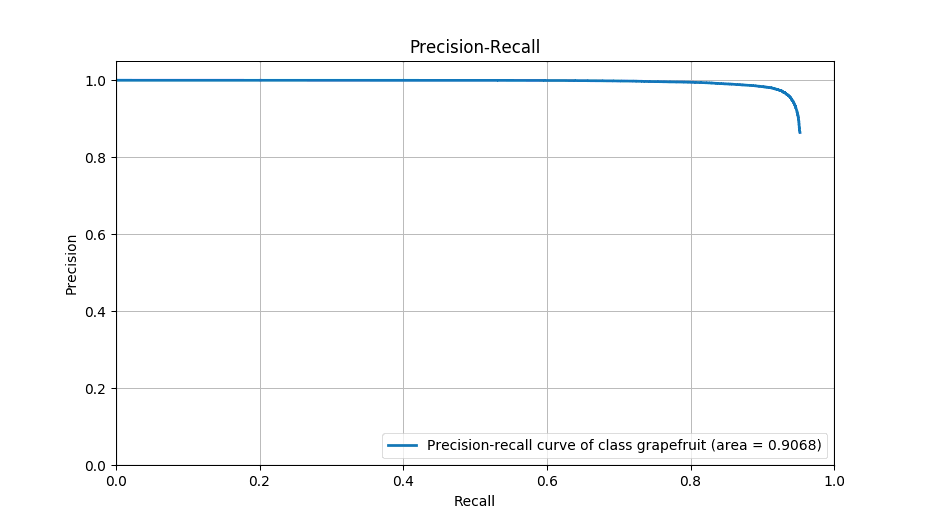 Precision-Recall
1.0
0.8
0.6
0.4
0.2
0.0
Precision
Precision-recall curve of class grapefruit (area = 0.9068)
0.0 0.2 0.4 0.6 0.8 1.0
Recall